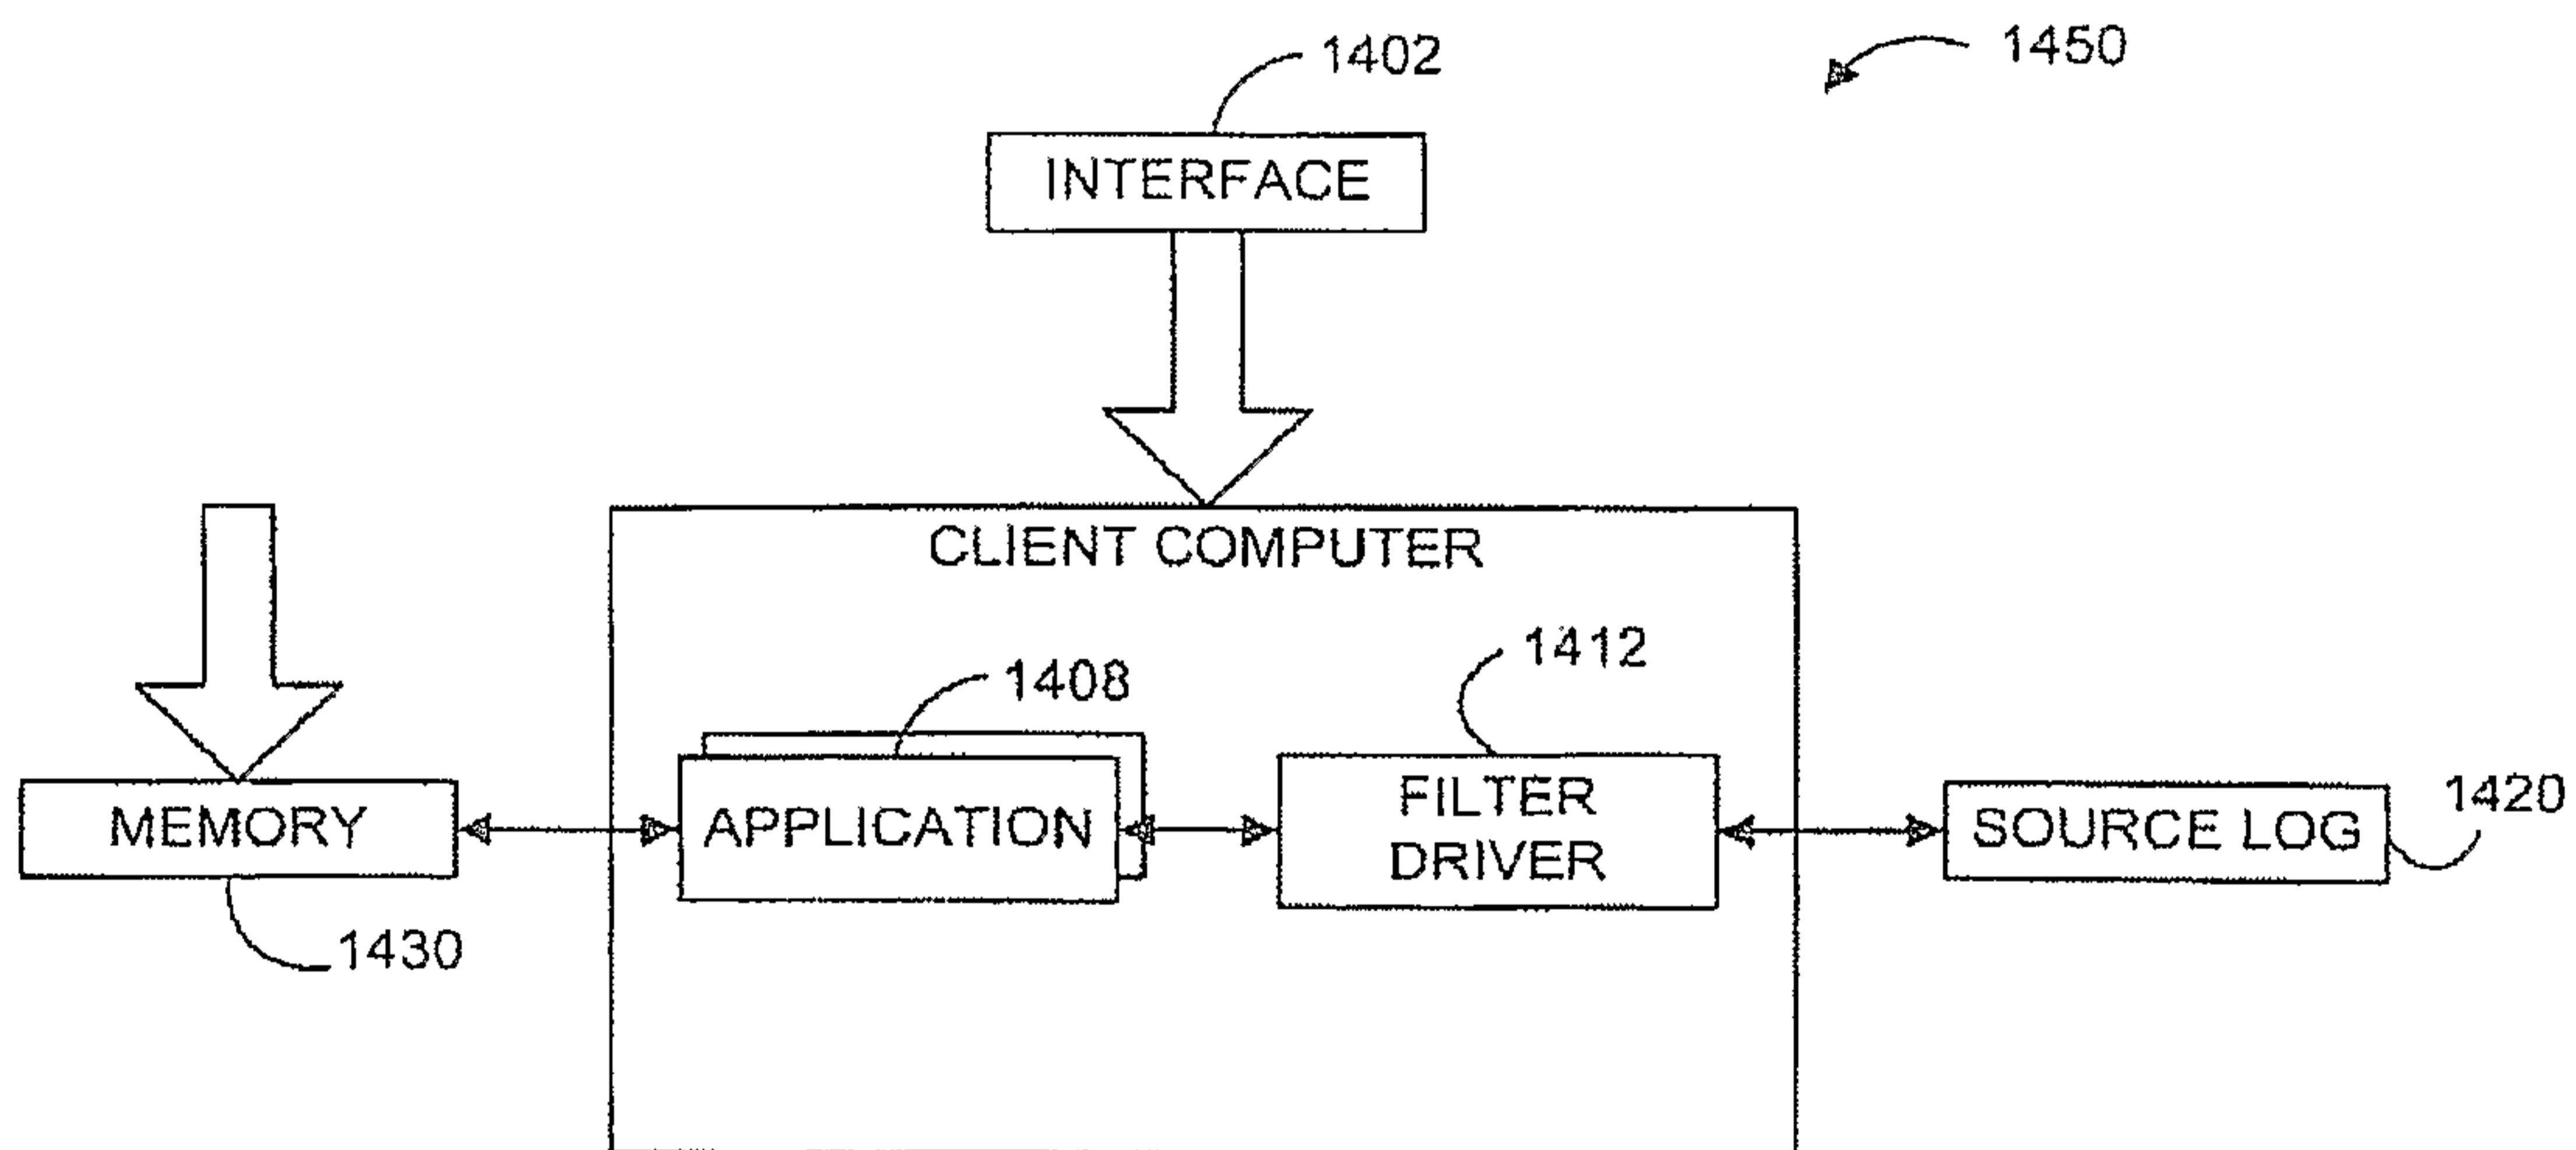 1402
1450
INTERFACE
CLIENT COMPUTER
1412
1408
FILTER
DRIVER
MEMORY
APPLICATION
SOURCE LOG
1420
1430